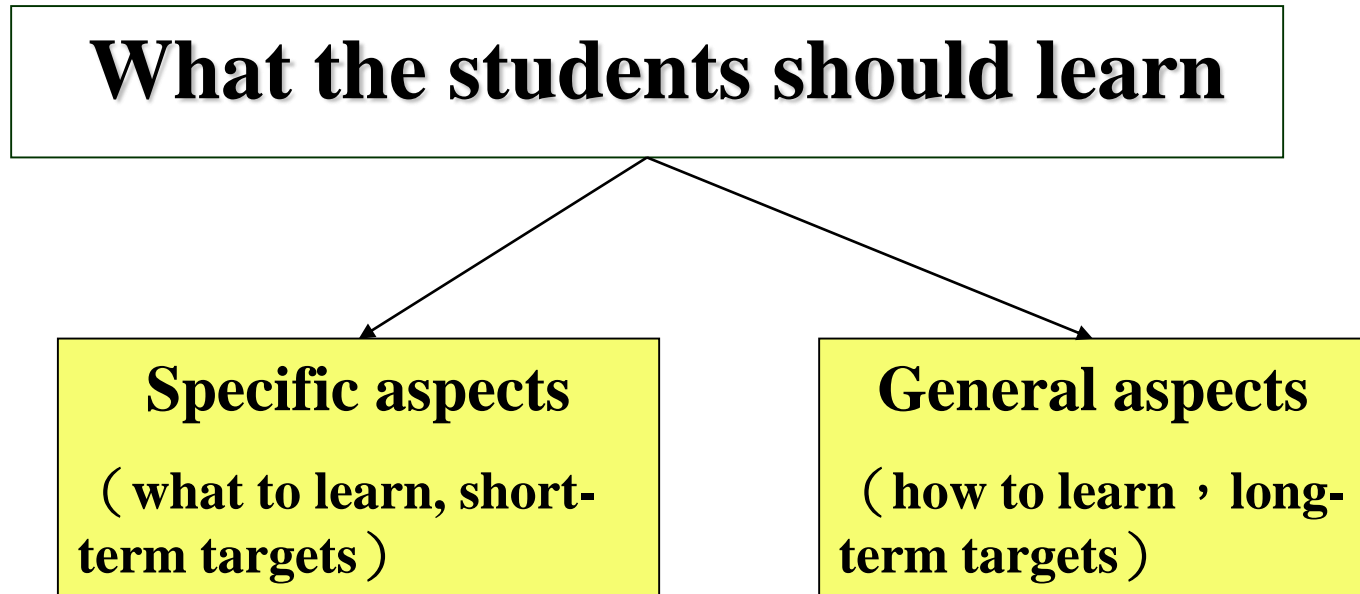 What the students should learn
Specific aspects
（what to learn, short-
term targets）
General aspects
（how to learn，long-
term targets）